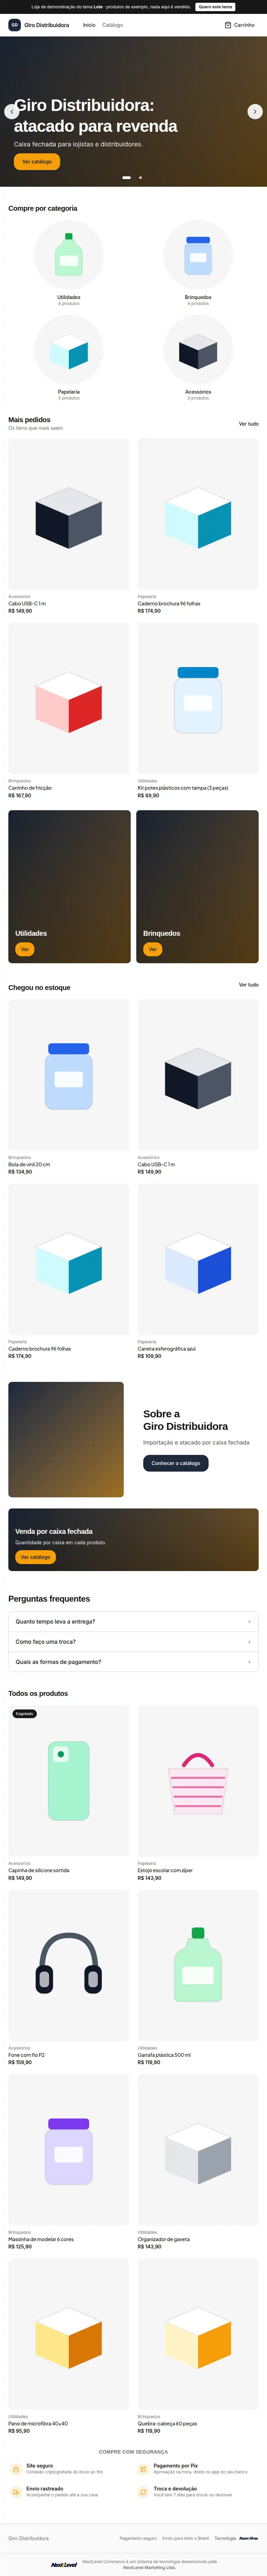 Loja de demonstração do tema Lote · produtos de exemplo, nada aqui é vendido. Quero este tema
GD Giro Distribuidora Início Catálogo Carrinho
Giro Distribuidora:
atacado para revenda
Caixa fechada para lojistas e distribuidores.
Ver catálogo
Compre por categoria
Utilidades
4 produtos
Brinquedos
4 produtos
Papelaria
3 produtos
Acessórios
3 produtos
Mais pedidos
Os itens que mais saem
Ver tudo
Acessórios
Cabo USB-C 1 m
R$ 149,90
Papelaria
Caderno brochura 96 folhas
R$ 174,90
Brinquedos
Carrinho de fricção
R$ 167,90
Utilidades
Kit potes plásticos com tampa (3 peças)
R$ 89,90
Utilidades
Ver
Brinquedos
Ver
Chegou no estoque
Ver tudo
Brinquedos
Bola de vinil 20 cm
R$ 134,90
Acessórios
Cabo USB-C 1 m
R$ 149,90
Papelaria
Caderno brochura 96 folhas
R$ 174,90
Papelaria
Caneta esferográfica azul
R$ 109,90
Sobre a
Giro Distribuidora
Importação e atacado por caixa fechada
Conhecer o catálogo
Venda por caixa fechada
Quantidade por caixa em cada produto.
Ver catálogo
Perguntas frequentes
Quanto tempo leva a entrega? +
Como faço uma troca? +
Quais as formas de pagamento? +
Todos os produtos
Esgotado
Acessórios
Capinha de silicone sortida
R$ 149,90
Papelaria
Estojo escolar com zíper
R$ 143,90
Acessórios
Fone com fio P2
R$ 159,90
Utilidades
Garrafa plástica 500 ml
R$ 119,90
Brinquedos
Massinha de modelar 6 cores
R$ 125,90
Utilidades
Organizador de gaveta
R$ 143,90
Utilidades
Pano de microfibra 40x40
R$ 95,90
Brinquedos
Quebra-cabeça 60 peças
R$ 119,90
COMPRE COM SEGURANÇA
Site seguro
Conexão criptografada do início ao fim
Pagamento por Pix
Aprovação na hora, direto no app do seu banco
Envio rastreado
Acompanhe o pedido até a sua casa
Troca e devolução
Você tem 7 dias para trocar ou devolver
Giro Distribuidora Pagamento seguro Envio para todo o Brasil Tecnologia
NextLevel NextLevel Commerce é um sistema de tecnologia desenvolvido pela
NextLevel Marketing Ltda.